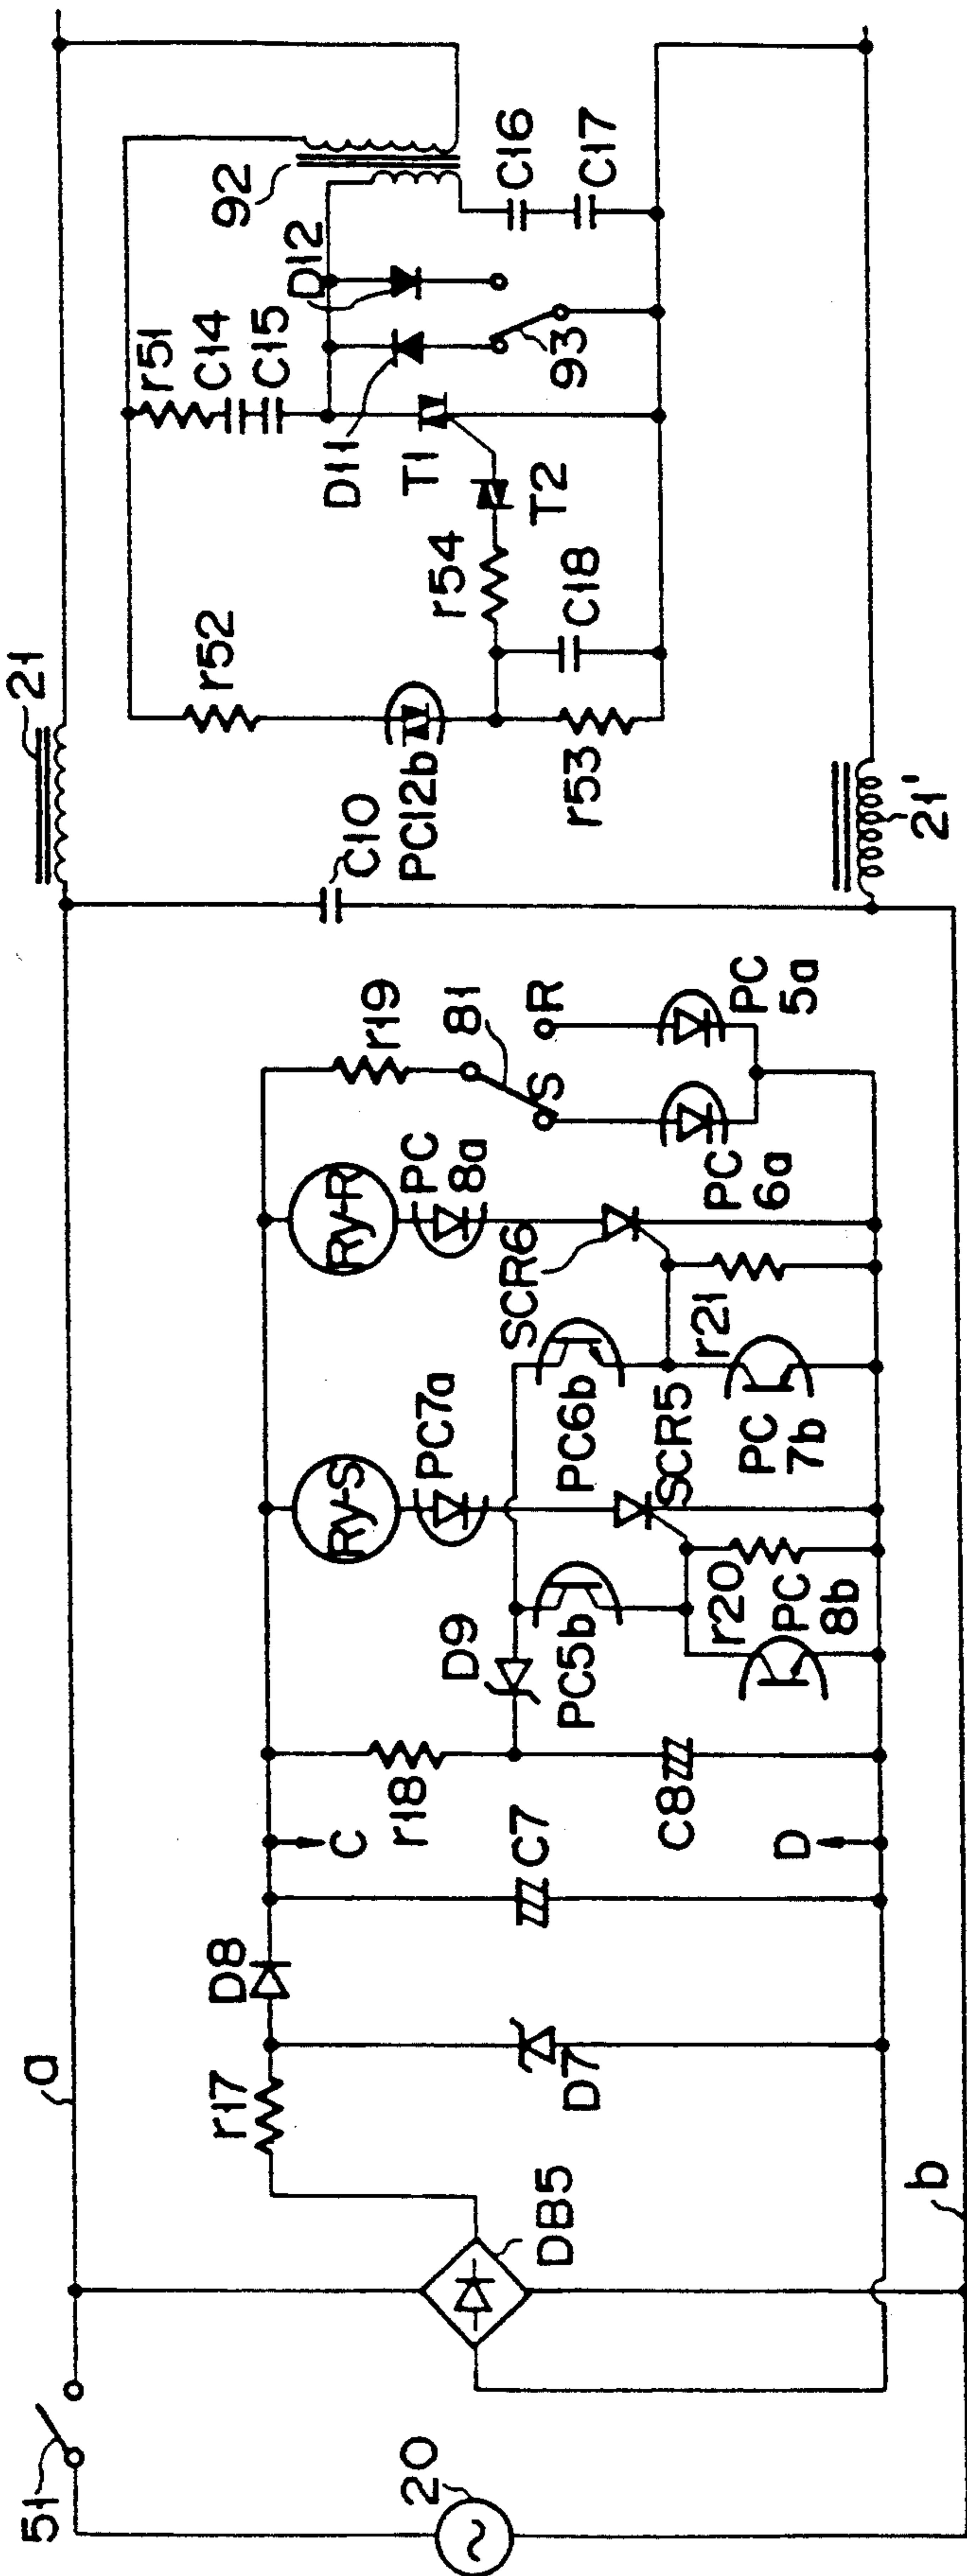 51
20
a
b
DB5
r17
D8
D7
C7
C
D
r18
C8
D9
Ry-S
PC7a
PC5b
SCR5
r20
PC
8b
Ry-R
PC
8a
SCR6
PC6b
r21
PC
7b
r19
81
S
R
PC
6a
PC
5a
21
C10
21'
r52
PC12b
r53
r54
C18
T2
T1
r51
C14
C15
D11
D12
93
92
C16
C17